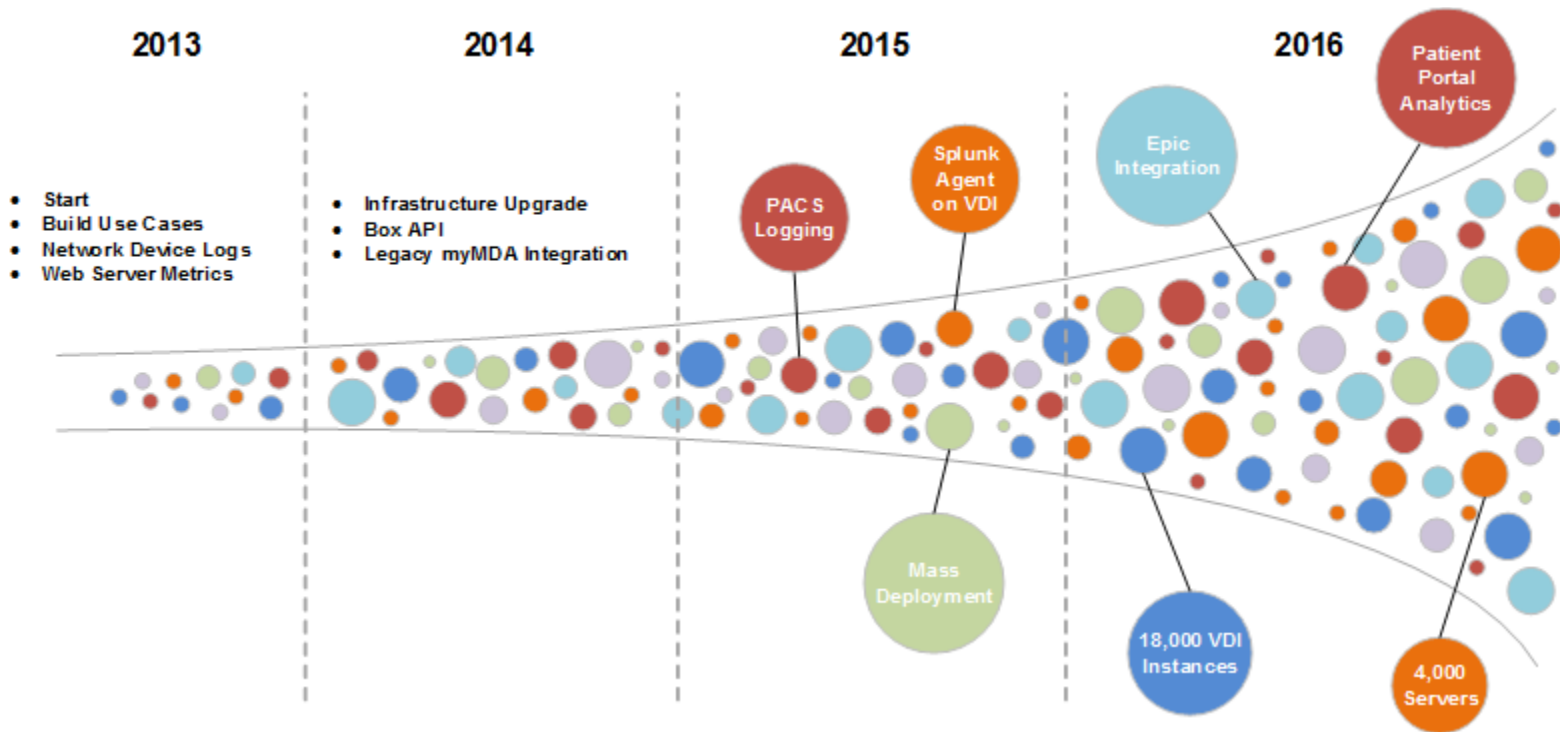 2013
2014
2015
2016
• Start
• Build Use Cases
• Network Device Logs
• Web Server Metrics
• Infrastructure Upgrade
• Box API
• Legacy myMDA Integration
PACS
Logging
Splunk
Agent
on VDI
Mass
Deployment
Epic
Integration
Patient
Portal
Analytics
18,000 VDI
Instances
4,000
Servers